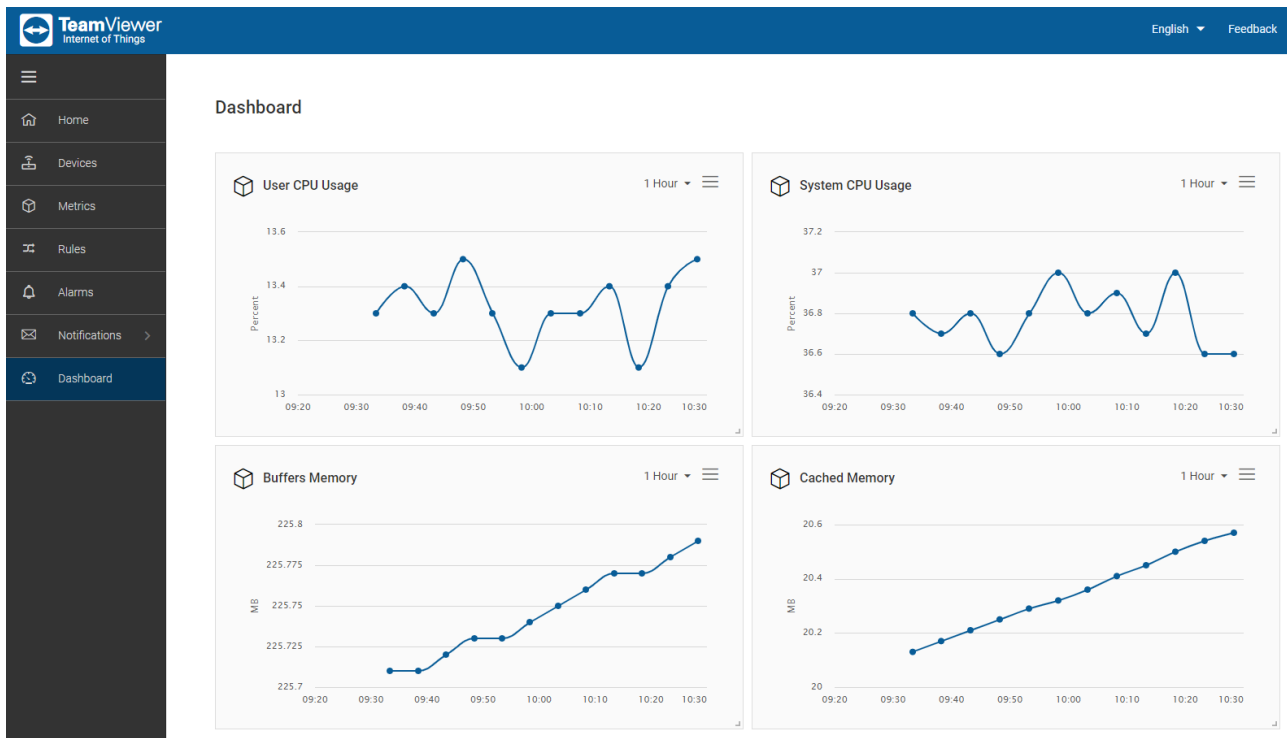 TeamViewer
Internet of Things
English
Feedback
Home
Devices
Metrics
Rules
Alarms
Notifications
Dashboard
Dashboard
User CPU Usage
1 Hour
13.6
13.4
13.2
13
Percent
09:20 09:30 09:40 09:50 10:00 10:10 10:20 10:30
System CPU Usage
1 Hour
37.2
37
36.8
36.6
36.4
Percent
09:20 09:30 09:40 09:50 10:00 10:10 10:20 10:30
Buffers Memory
1 Hour
225.8
225.775
225.75
225.725
225.7
MB
09:20 09:30 09:40 09:50 10:00 10:10 10:20 10:30
Cached Memory
1 Hour
20.6
20.4
20.2
20
MB
09:20 09:30 09:40 09:50 10:00 10:10 10:20 10:30